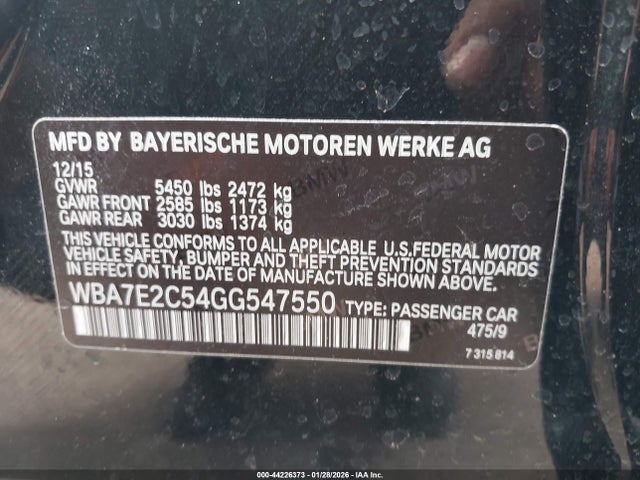 MFD BY BAYERISCHE MOTOREN WERKE AG
12/15
GVWR 5450 lbs 2472 kg
GAWR FRONT 2585 lbs 1173 kg
GAWR REAR 3030 lbs 1374 kg
THIS VEHICLE CONFORMS TO ALL APPLICABLE U.S.FEDERAL MOTOR
VEHICLE SAFETY, BUMPER AND THEFT PREVENTION STANDARDS
IN EFFECT ON THE DATE OF MANUFACTURE SHOWN ABOVE.
WBA7E2C54GG547550 TYPE: PASSENGER CAR
475/9
7 315 814
BMW
000-44226373 - 01/28/2026 - IAA Inc.